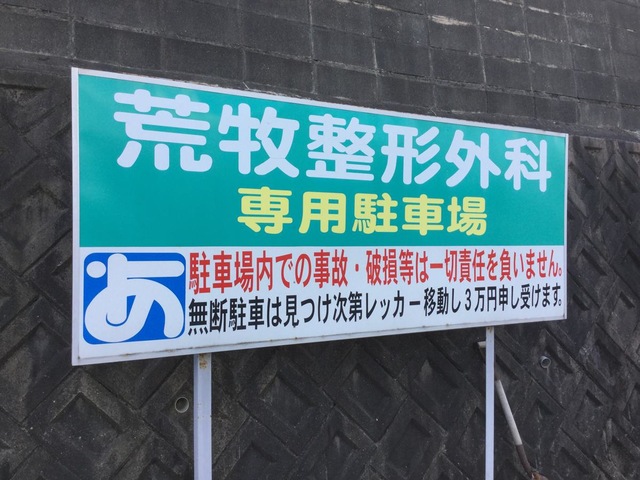 荒牧整形外科
専用駐車場
駐車場内での事故・破損等は一切責任を負いません。
無断駐車は見つけ次第レッカー移動し3万円申し受けます。